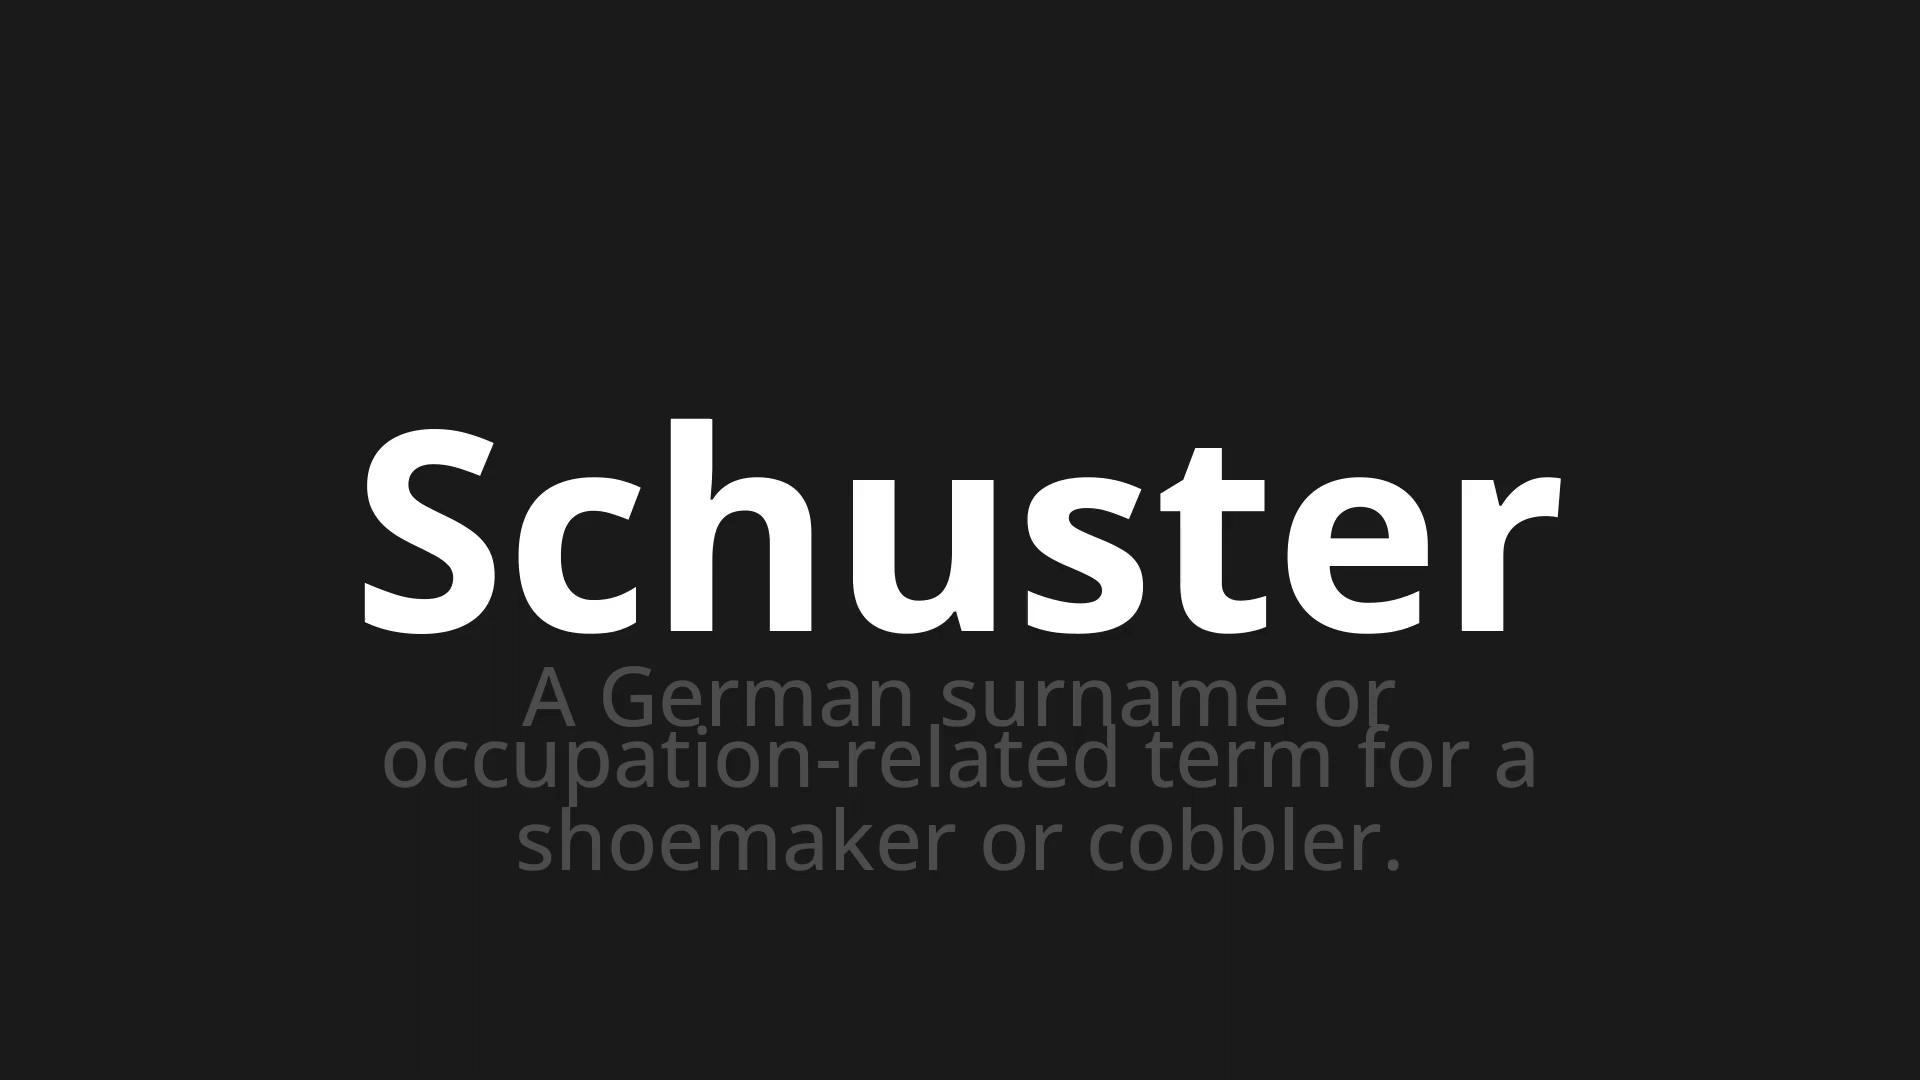 Schuster
A German surname or
occupation-related term for a
shoemaker or cobbler.